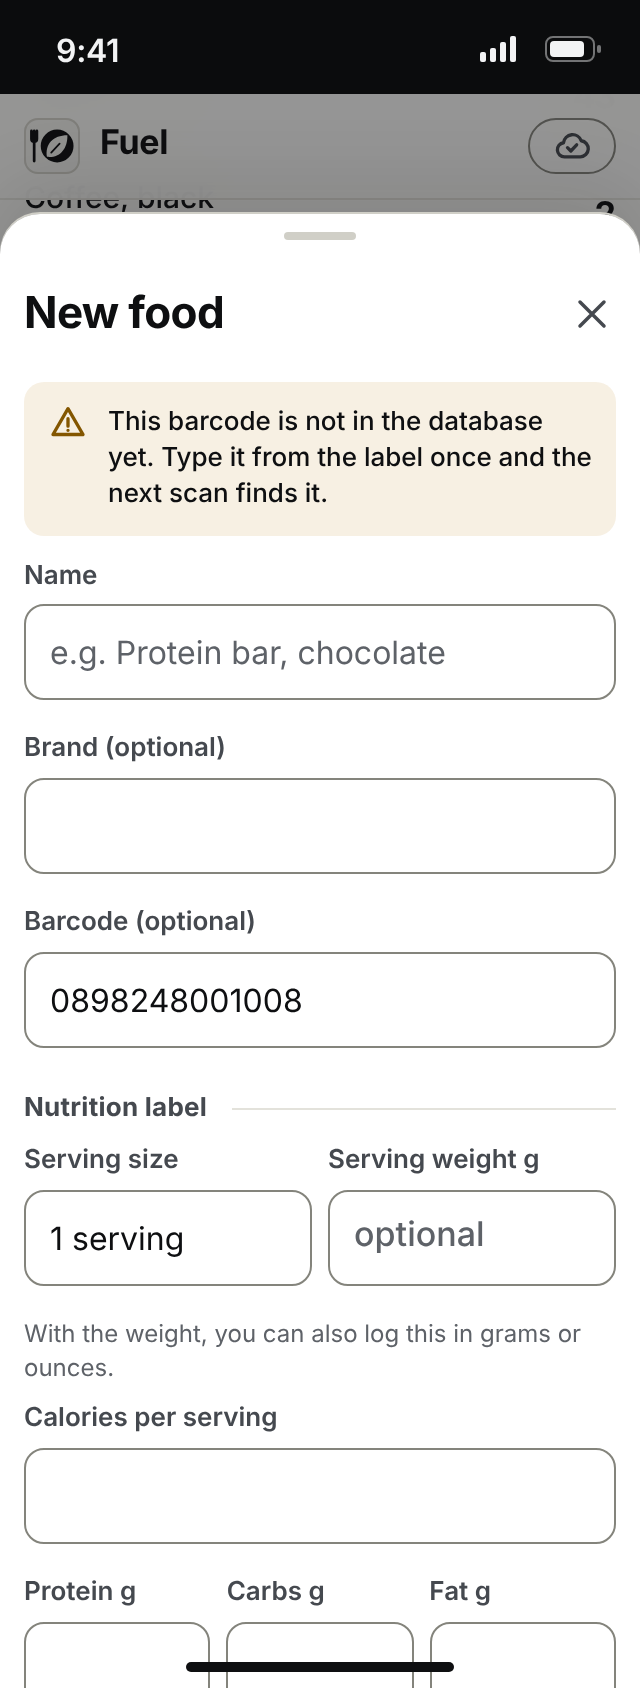 9:41
Fuel
Coffee, black
New food
This barcode is not in the database
yet. Type it from the label once and the
next scan finds it.
Name
e.g. Protein bar, chocolate
Brand (optional)
Barcode (optional)
0898248001008
Nutrition label
Serving size
Serving weight g
1 serving
optional
With the weight, you can also log this in grams or
ounces.
Calories per serving
Protein g
Carbs g
Fat g